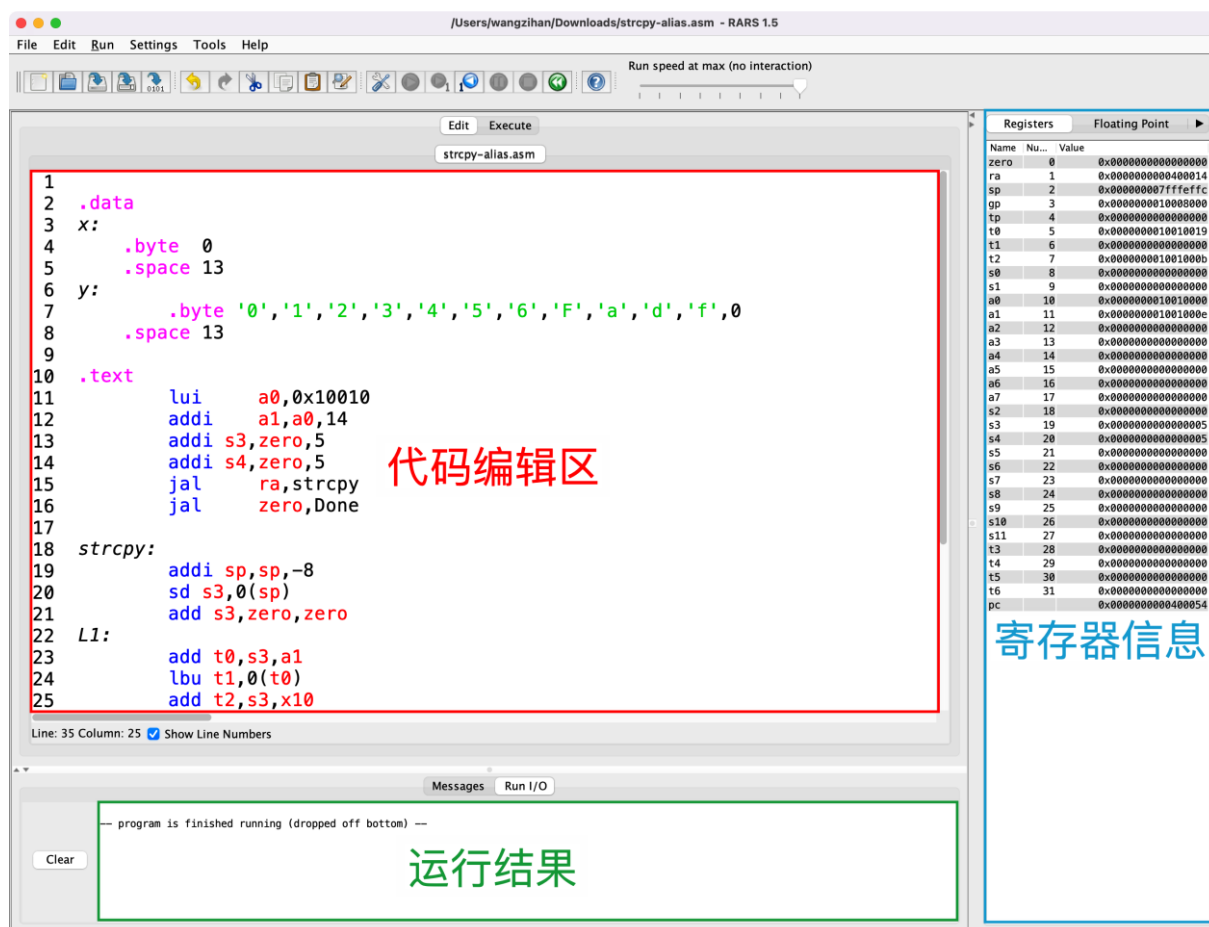 /Users/wangzihan/Downloads/strcpy-alias.asm - RARS 1.5
File Edit Run Settings Tools Help
Run speed at max (no interaction)
0101
1
1
Edit Execute
strcpy-alias.asm
1
2 .data
3 x:
4 .byte 0
5 .space 13
6 y:
7 .byte '0','1','2','3','4','5','6','F','a','d','f',0
8 .space 13
9
10 .text
11 lui a0,0x10010
12 addi a1,a0,14
13 addi s3,zero,5
14 addi s4,zero,5
15 jal ra,strcpy
16 jal zero,Done
17
18 strcpy:
19 addi sp,sp,-8
20 sd s3,0(sp)
21 add s3,zero,zero
22 L1:
23 add t0,s3,a1
24 lbu t1,0(t0)
25 add t2,s3,x10
代码编辑区
Line: 35 Column: 25 Show Line Numbers
Messages Run I/O
-- program is finished running (dropped off bottom) --
Clear
运行结果
Registers Floating Point
Name Nu... Value
zero 0 0x0000000000000000
ra 1 0x0000000000400014
sp 2 0x000000007fffeffc
gp 3 0x0000000010008000
tp 4 0x0000000000000000
t0 5 0x0000000010010019
t1 6 0x0000000000000000
t2 7 0x000000001001000b
s0 8 0x0000000000000000
s1 9 0x0000000000000000
a0 10 0x0000000010010000
a1 11 0x000000001001000e
a2 12 0x0000000000000000
a3 13 0x0000000000000000
a4 14 0x0000000000000000
a5 15 0x0000000000000000
a6 16 0x0000000000000000
a7 17 0x0000000000000000
s2 18 0x0000000000000000
s3 19 0x0000000000000005
s4 20 0x0000000000000005
s5 21 0x0000000000000000
s6 22 0x0000000000000000
s7 23 0x0000000000000000
s8 24 0x0000000000000000
s9 25 0x0000000000000000
s10 26 0x0000000000000000
s11 27 0x0000000000000000
t3 28 0x0000000000000000
t4 29 0x0000000000000000
t5 30 0x0000000000000000
t6 31 0x0000000000000000
pc 0x0000000000400054
寄存器信息